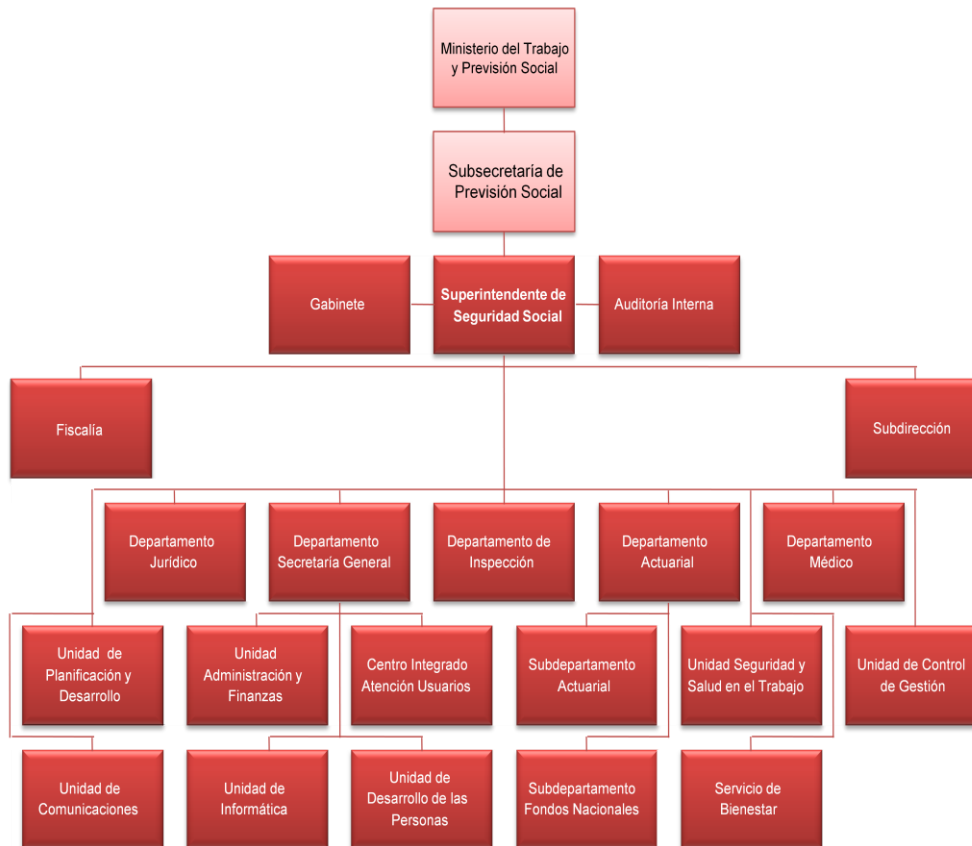 Ministerio del Trabajo
y Previsión Social
Subsecretaría de
Previsión Social
Gabinete
Superintendente de
Seguridad Social
Auditoría Interna
Fiscalía
Subdirección
Departamento
Jurídico
Departamento
Secretaría General
Departamento de
Inspección
Departamento
Actuarial
Departamento
Médico
Unidad de
Planificación y
Desarrollo
Unidad
Administración y
Finanzas
Centro Integrado
Atención Usuarios
Subdepartamento
Actuarial
Unidad Seguridad y
Salud en el Trabajo
Unidad de Control
de Gestión
Unidad de
Comunicaciones
Unidad de
Informática
Unidad de
Desarrollo de las
Personas
Subdepartamento
Fondos Nacionales
Servicio de
Bienestar